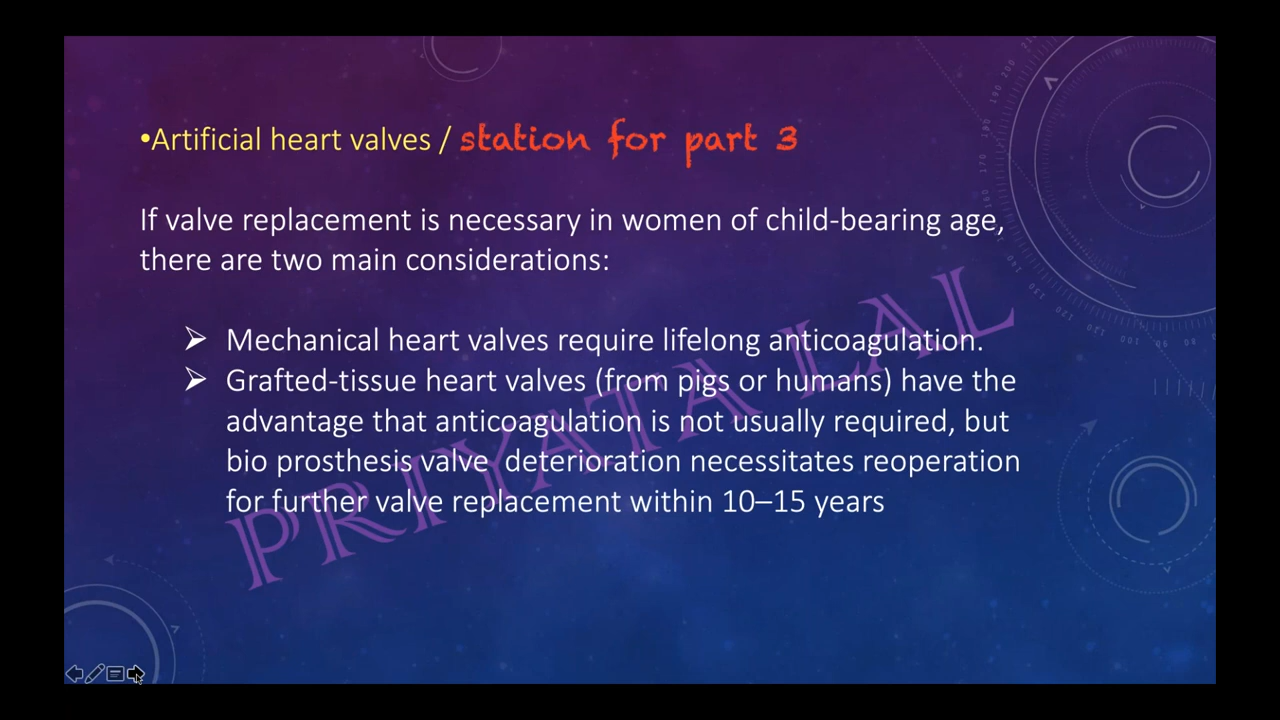 •Artificial heart valves / station for part 3
If valve replacement is necessary in women of child-bearing age,
there are two main considerations:
➢ Mechanical heart valves require lifelong anticoagulation.
➢ Grafted-tissue heart valves (from pigs or humans) have the
advantage that anticoagulation is not usually required, but
bio prosthesis valve  deterioration necessitates reoperation
for further valve replacement within 10–15 years
PRIYATA LAL